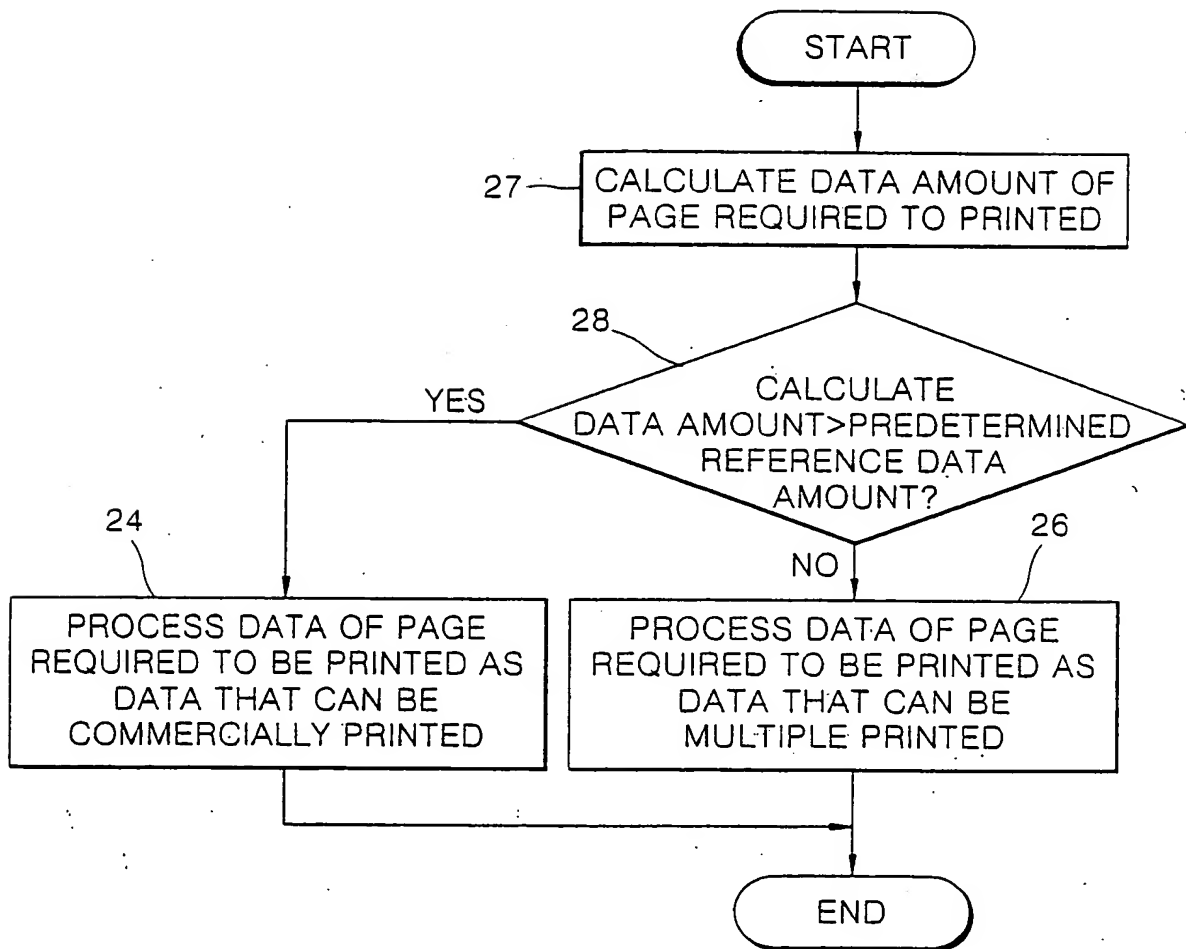 START
27
CALCULATE DATA AMOUNT OF
PAGE REQUIRED TO PRINTED
28
CALCULATE
DATA AMOUNT>PREDETERMINED
REFERENCE DATA
AMOUNT?
YES
NO
24
PROCESS DATA OF PAGE
REQUIRED TO BE PRINTED AS
DATA THAT CAN BE
COMMERCIALLY PRINTED
26
PROCESS DATA OF PAGE
REQUIRED TO BE PRINTED AS
DATA THAT CAN BE
MULTIPLE PRINTED
END